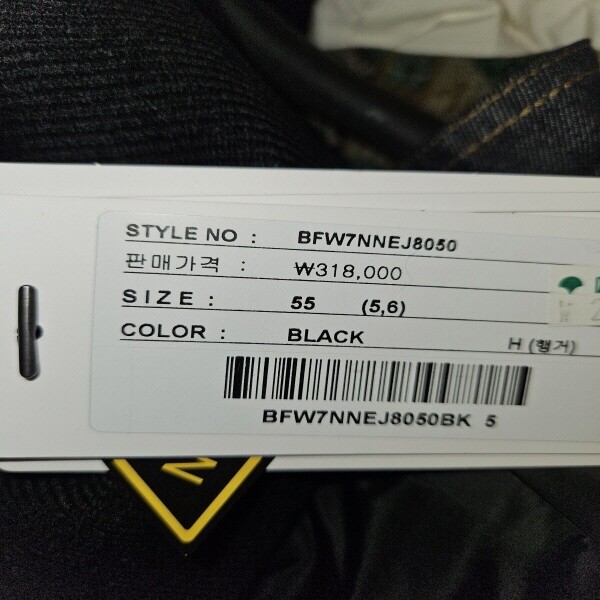 STYLE NO : BFW7NNEJ8050
판매가격 : ₩318,000
SIZE : 55 (5,6)
COLOR : BLACK H (행거)
BFW7NNEJ8050BK 5